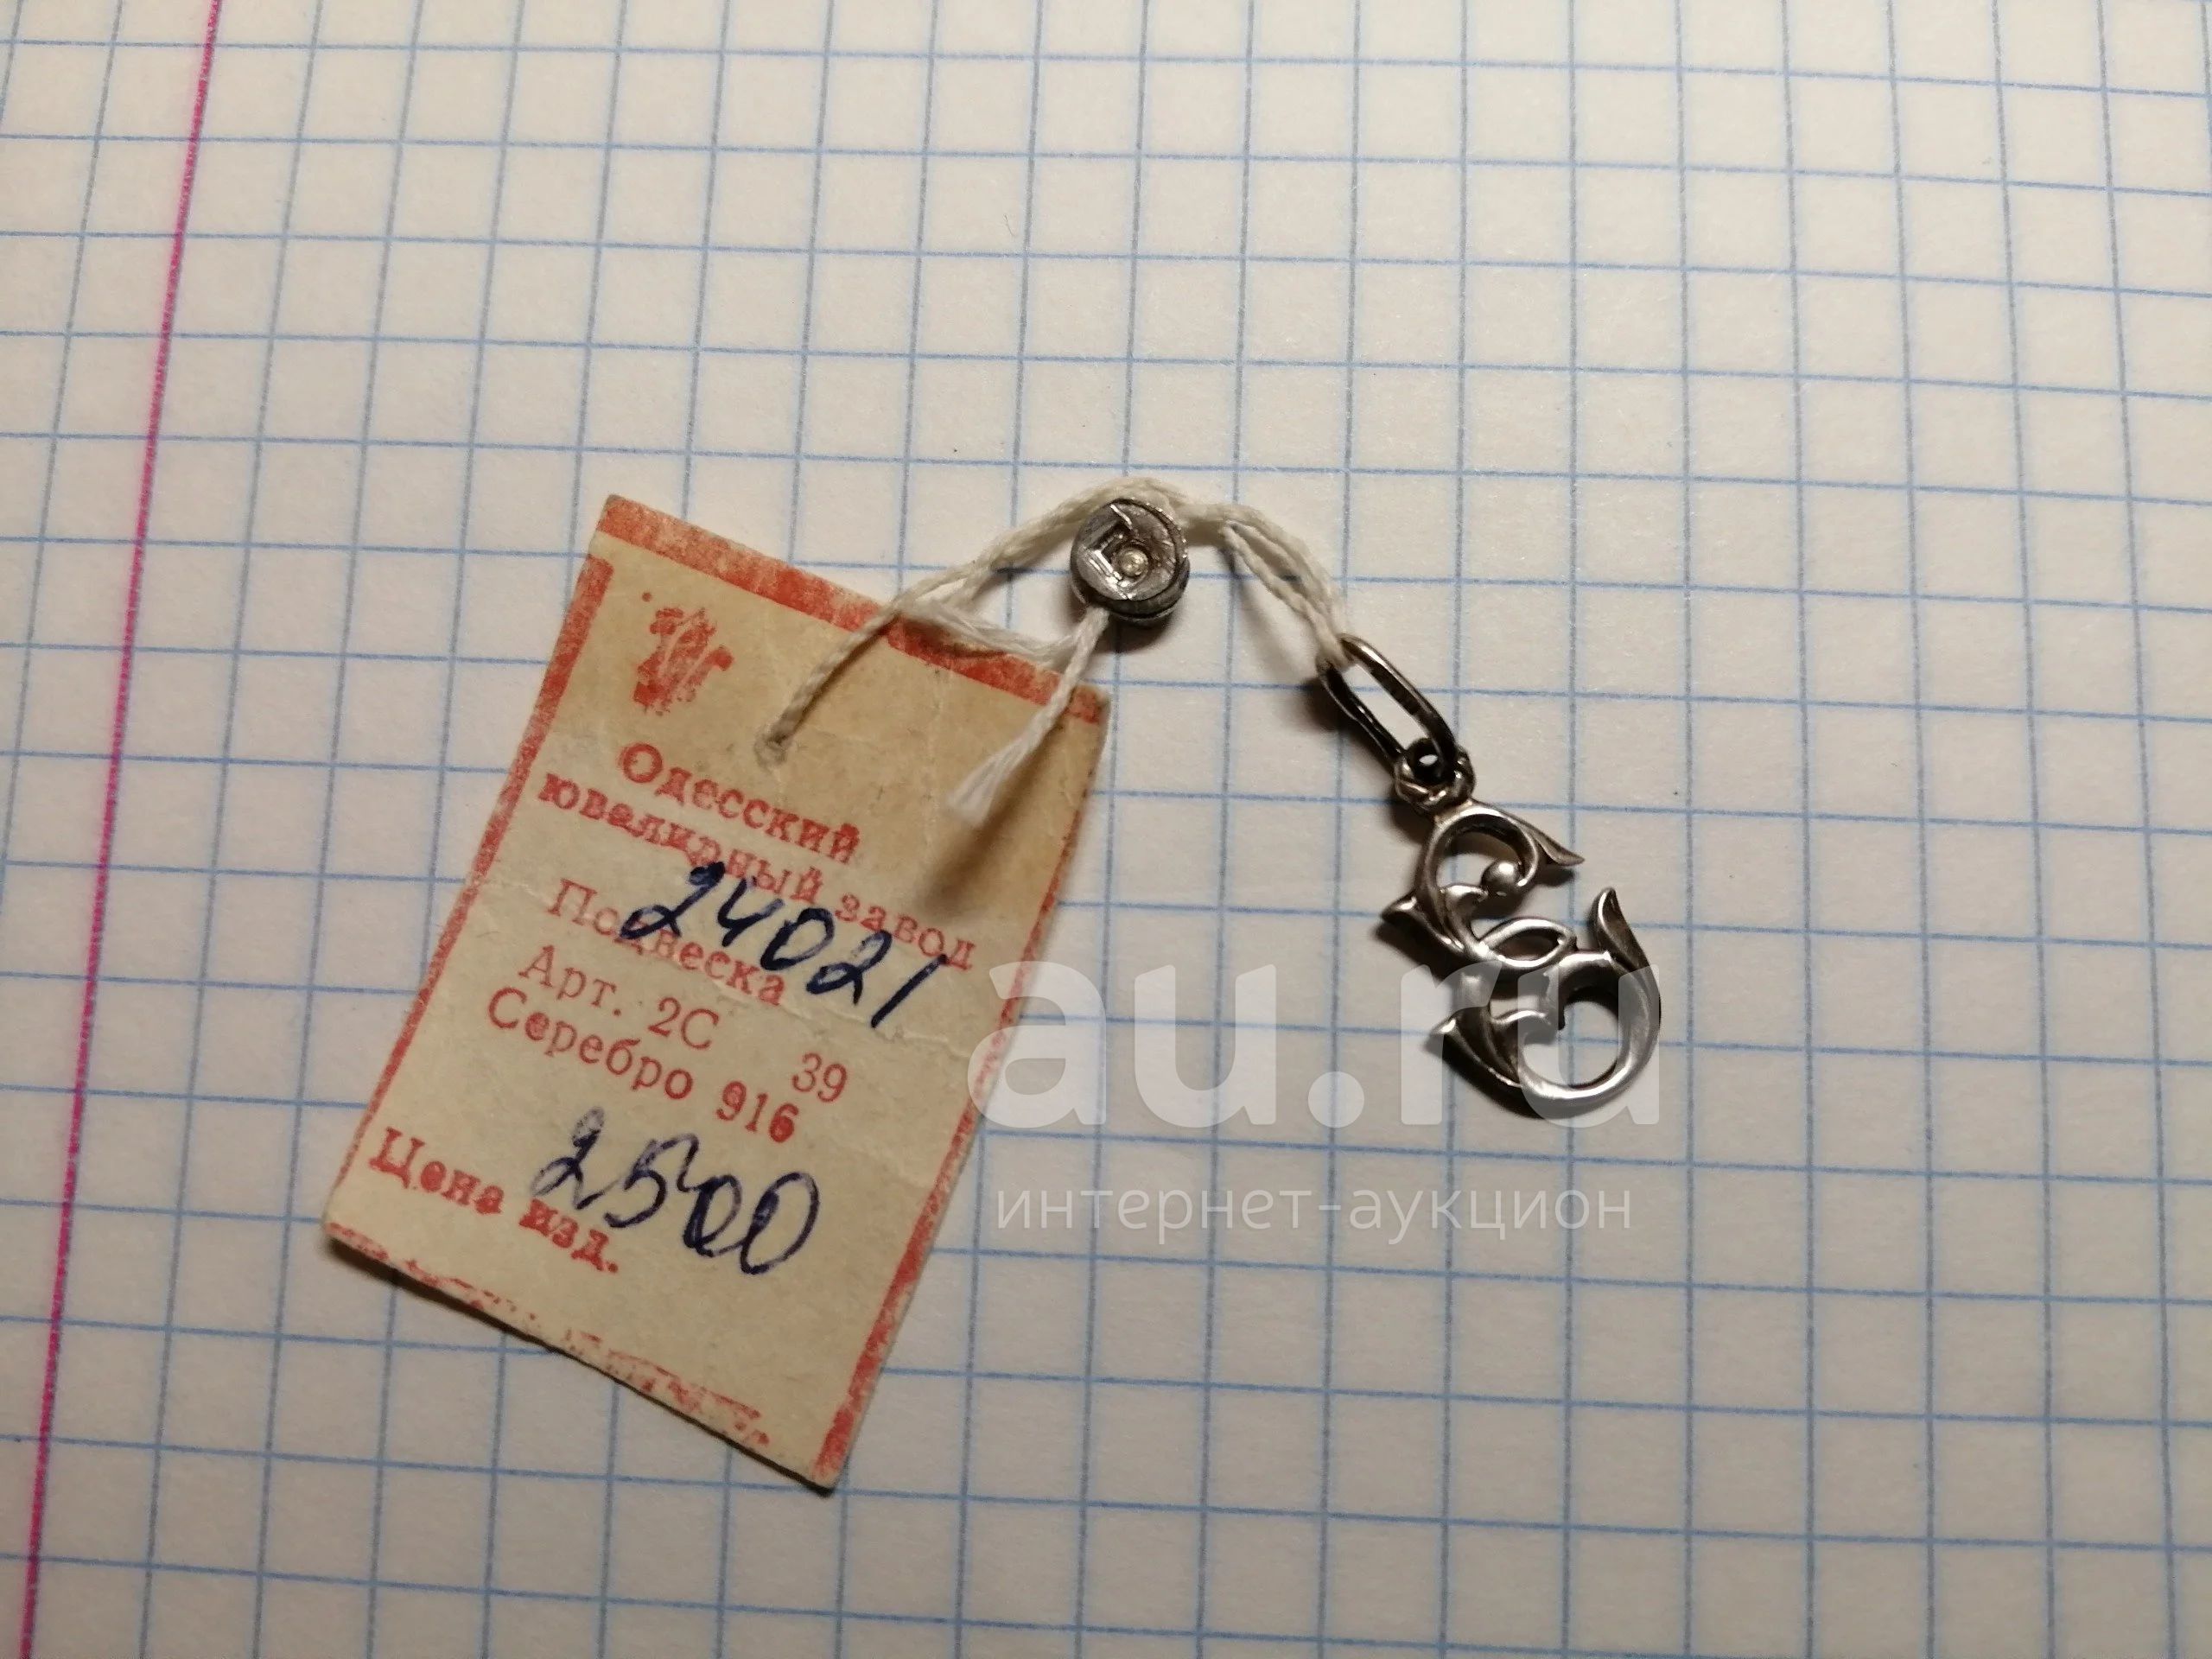 Одесский
ювелирный завод
24021
Подвеска
Арт. 2С 39
Серебро 916
2500
Цена изд.
au.ru
интернет-аукцион